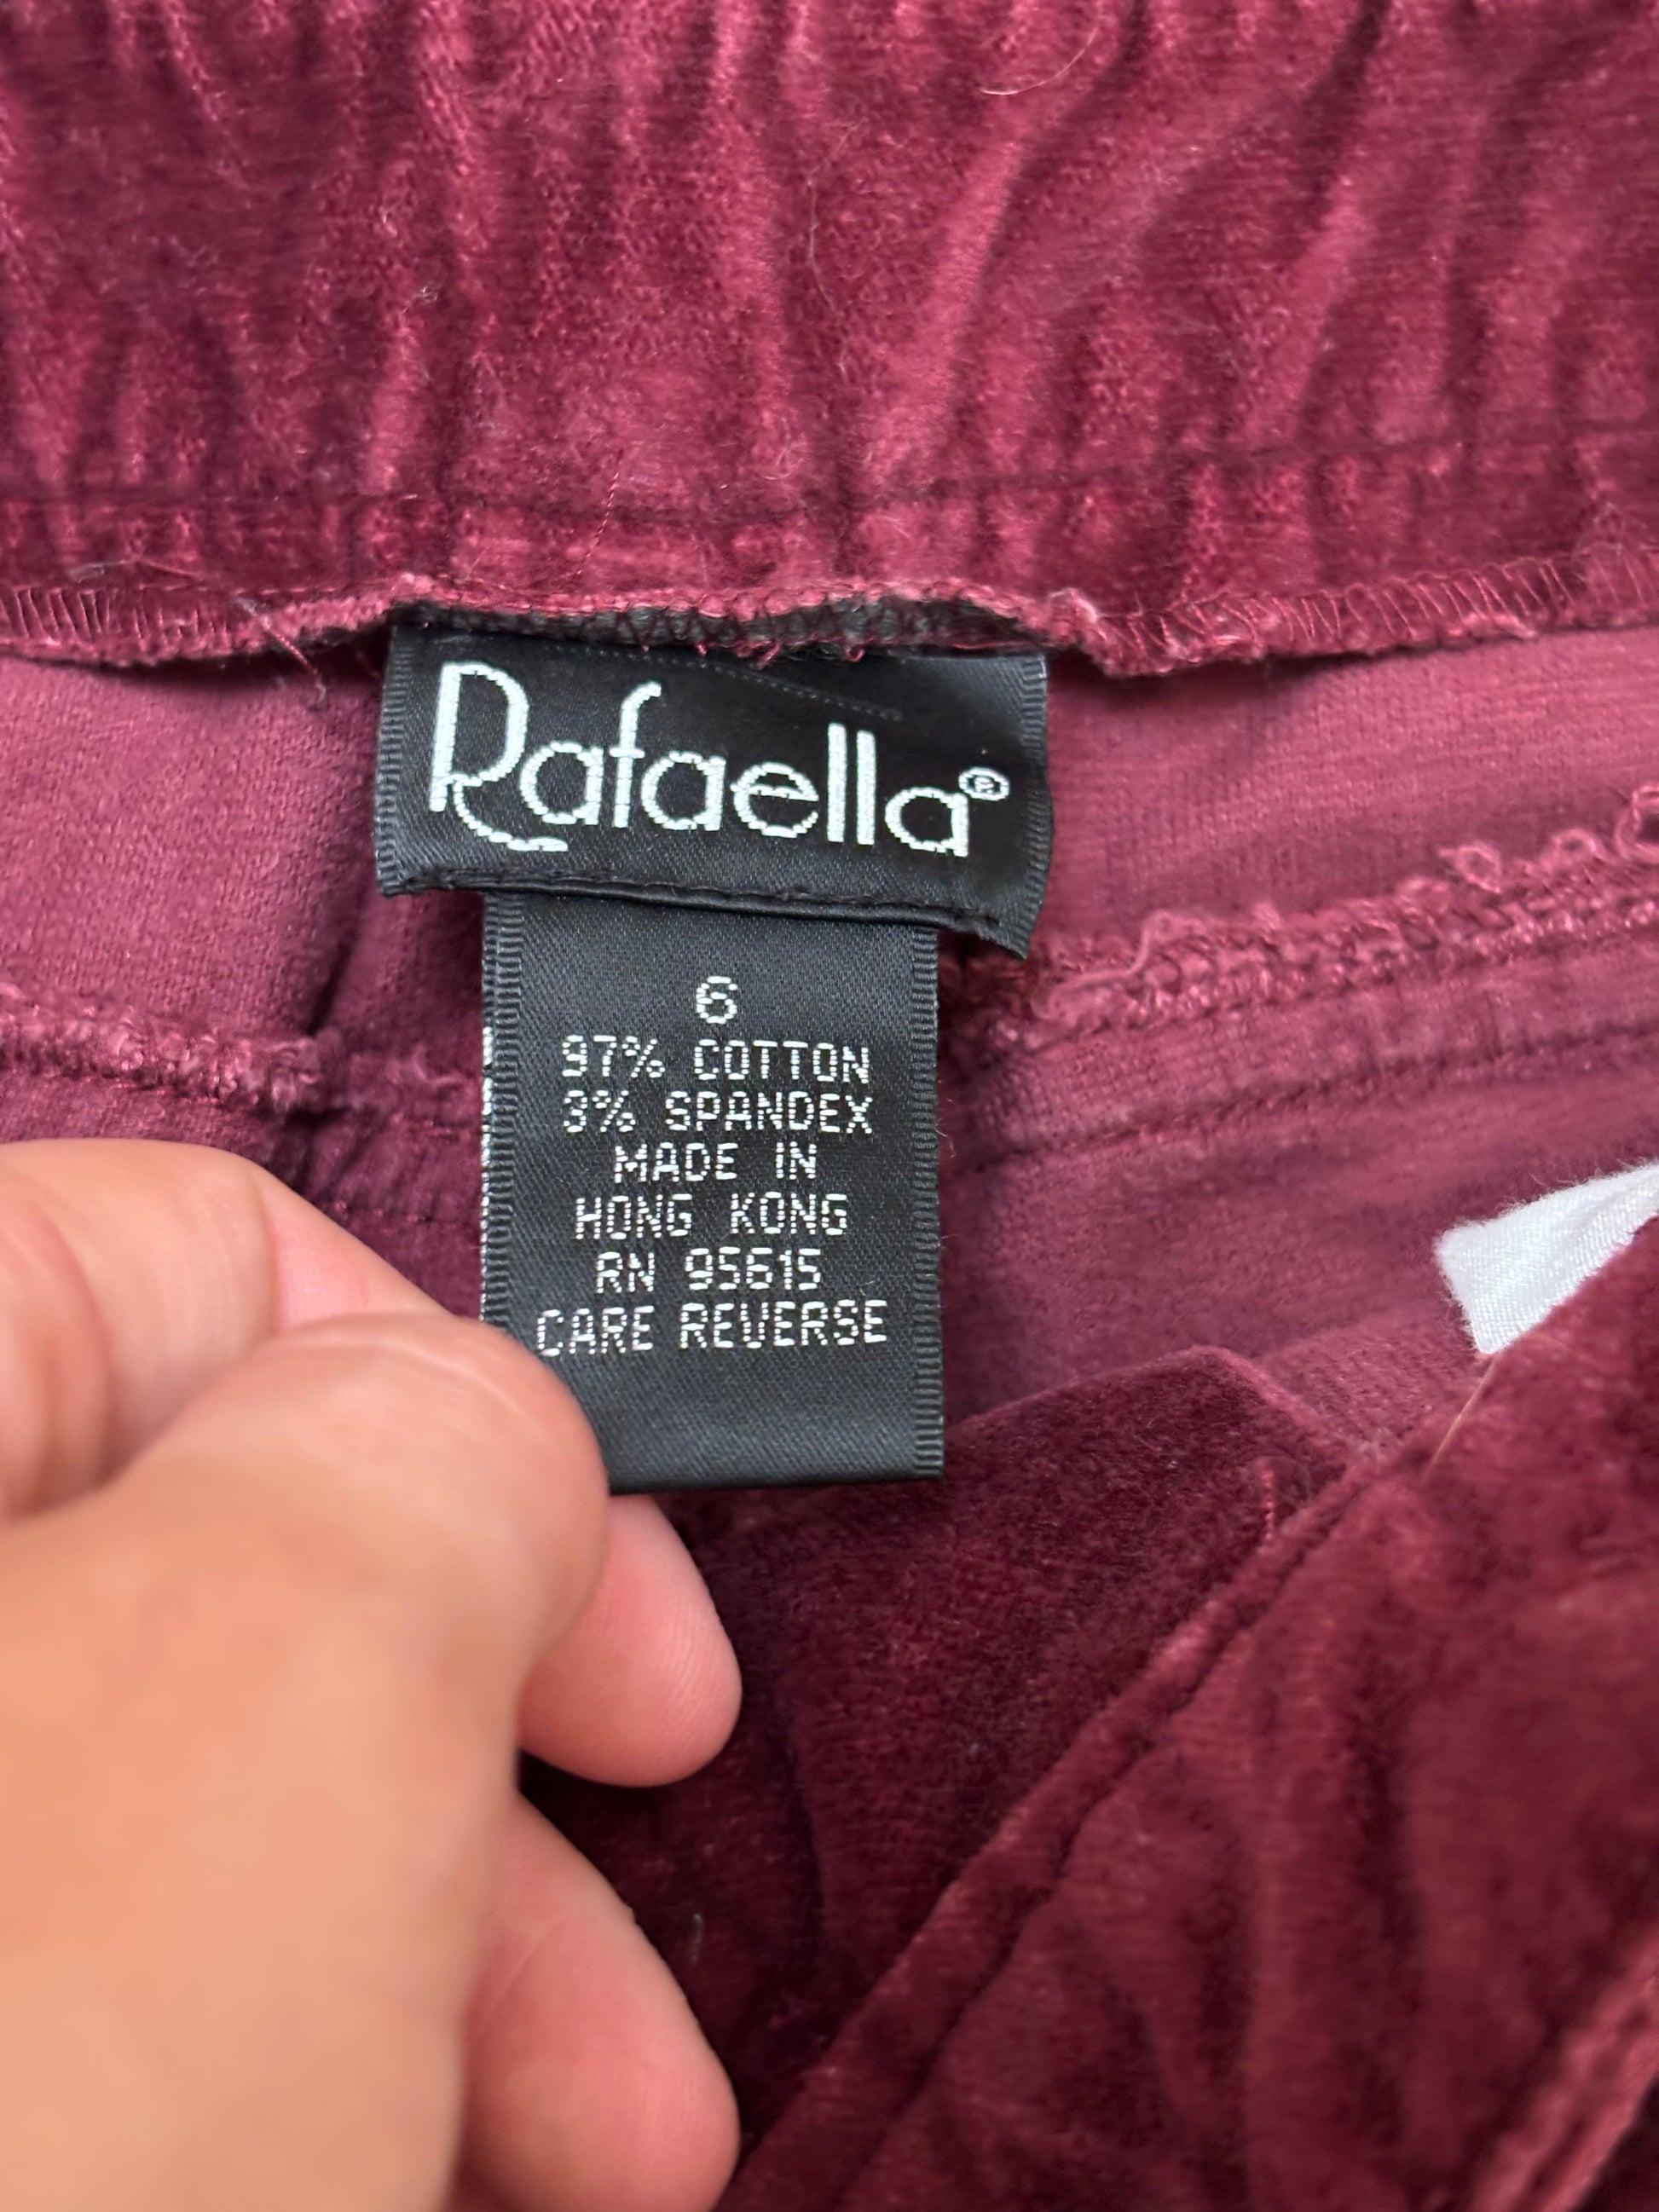 Rafaella®
6
97% COTTON
3% SPANDEX
MADE IN
HONG KONG
RN 95615
CARE REVERSE